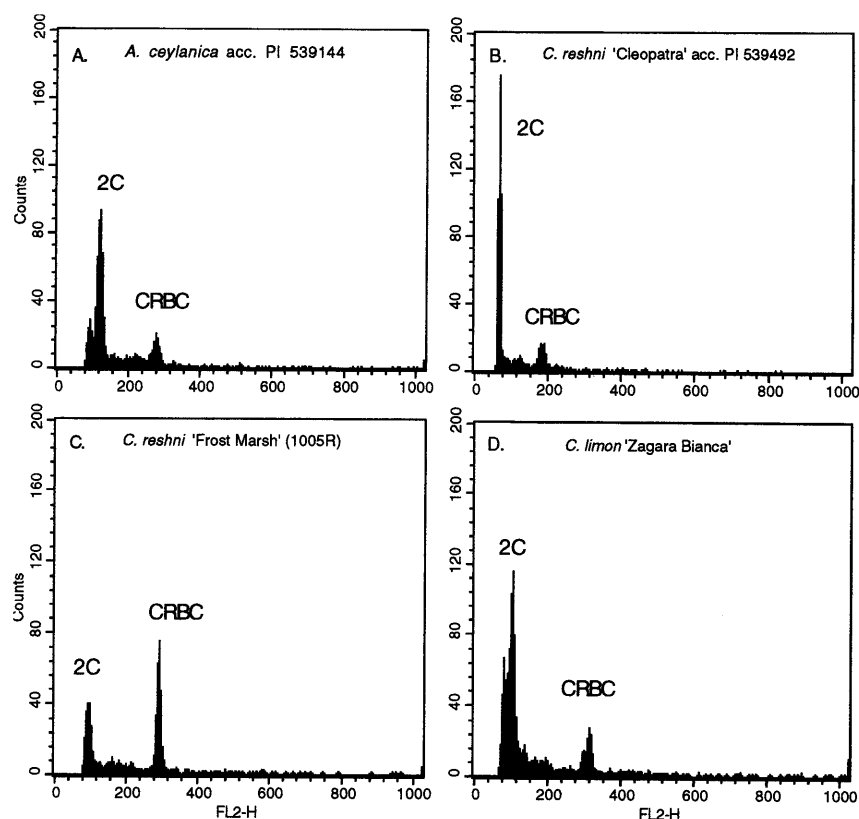 A. A. ceylanica acc. PI 539144
200
160
120
80
40
0
Counts
2C
CRBC
0 200 400 600 800 1000
B. C. reshni 'Cleopatra' acc. PI 539492
200
160
120
80
40
0
2C
CRBC
0 200 400 600 800 1000
C. C. reshni 'Frost Marsh' (1005R)
200
160
120
80
40
0
Counts
2C
CRBC
0 200 400 600 800 1000
FL2-H
D. C. limon 'Zagara Bianca'
200
160
120
80
40
0
2C
CRBC
0 200 400 600 800 1000
FL2-H